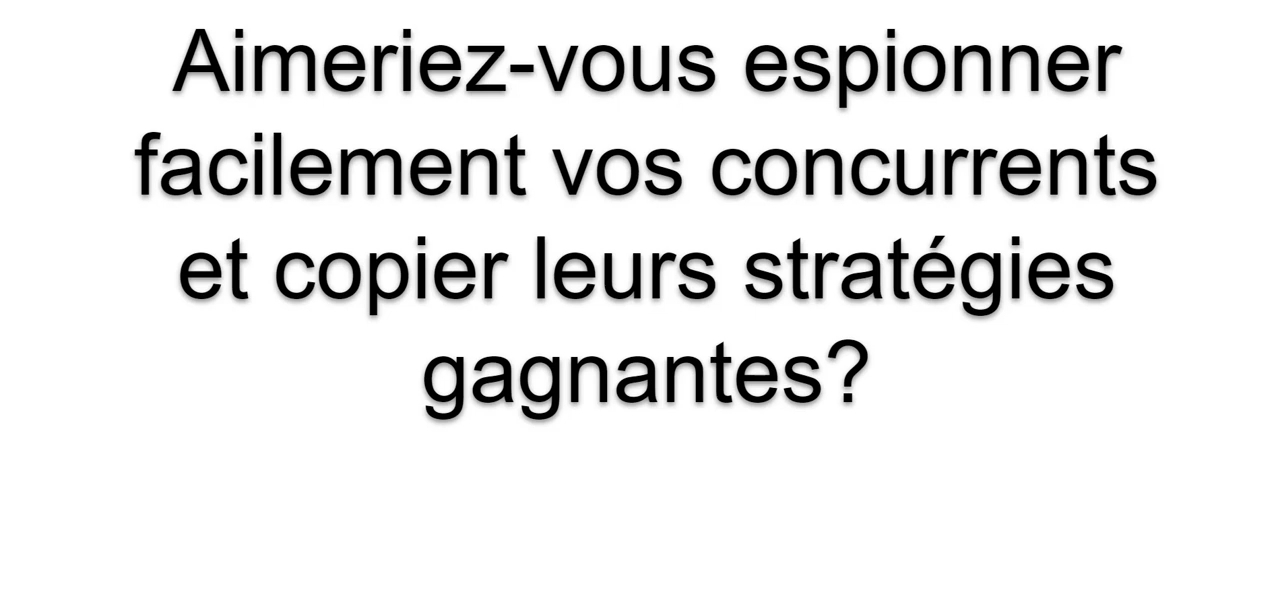 Aimeriez-vous espionner
facilement vos concurrents
et copier leurs stratégies
gagnantes?